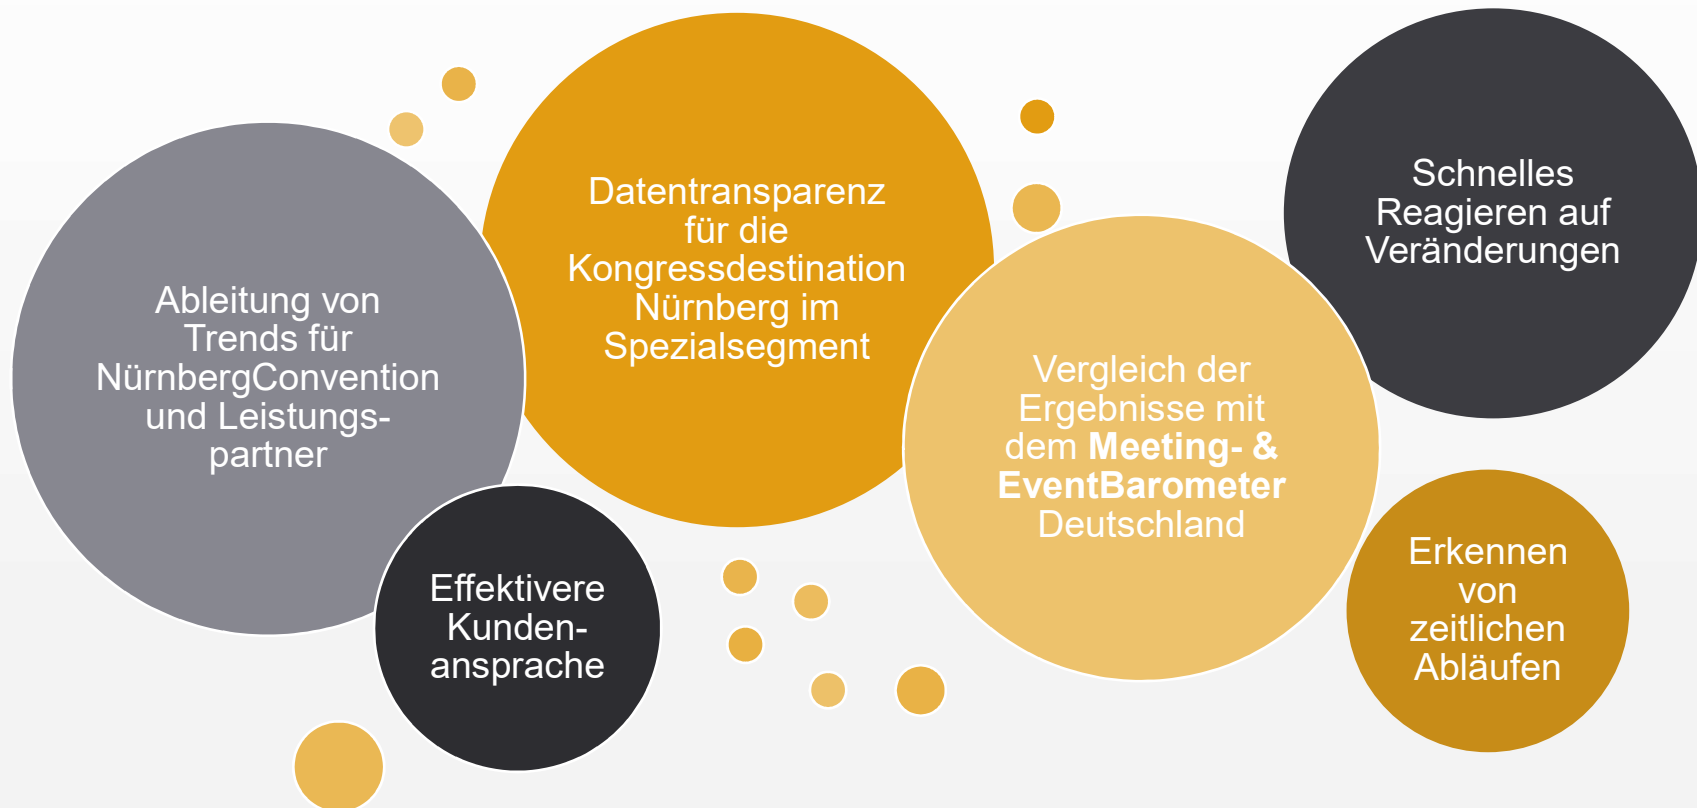 Ableitung von
Trends für
NürnbergConvention
und Leistungs-
partner
Effektivere
Kunden-
ansprache
Datentransparenz
für die
Kongressdestination
Nürnberg im
Spezialsegment
Vergleich der
Ergebnisse mit
dem Meeting- &
EventBarometer
Deutschland
Schnelles
Reagieren auf
Veränderungen
Erkennen
von
zeitlichen
Abläufen